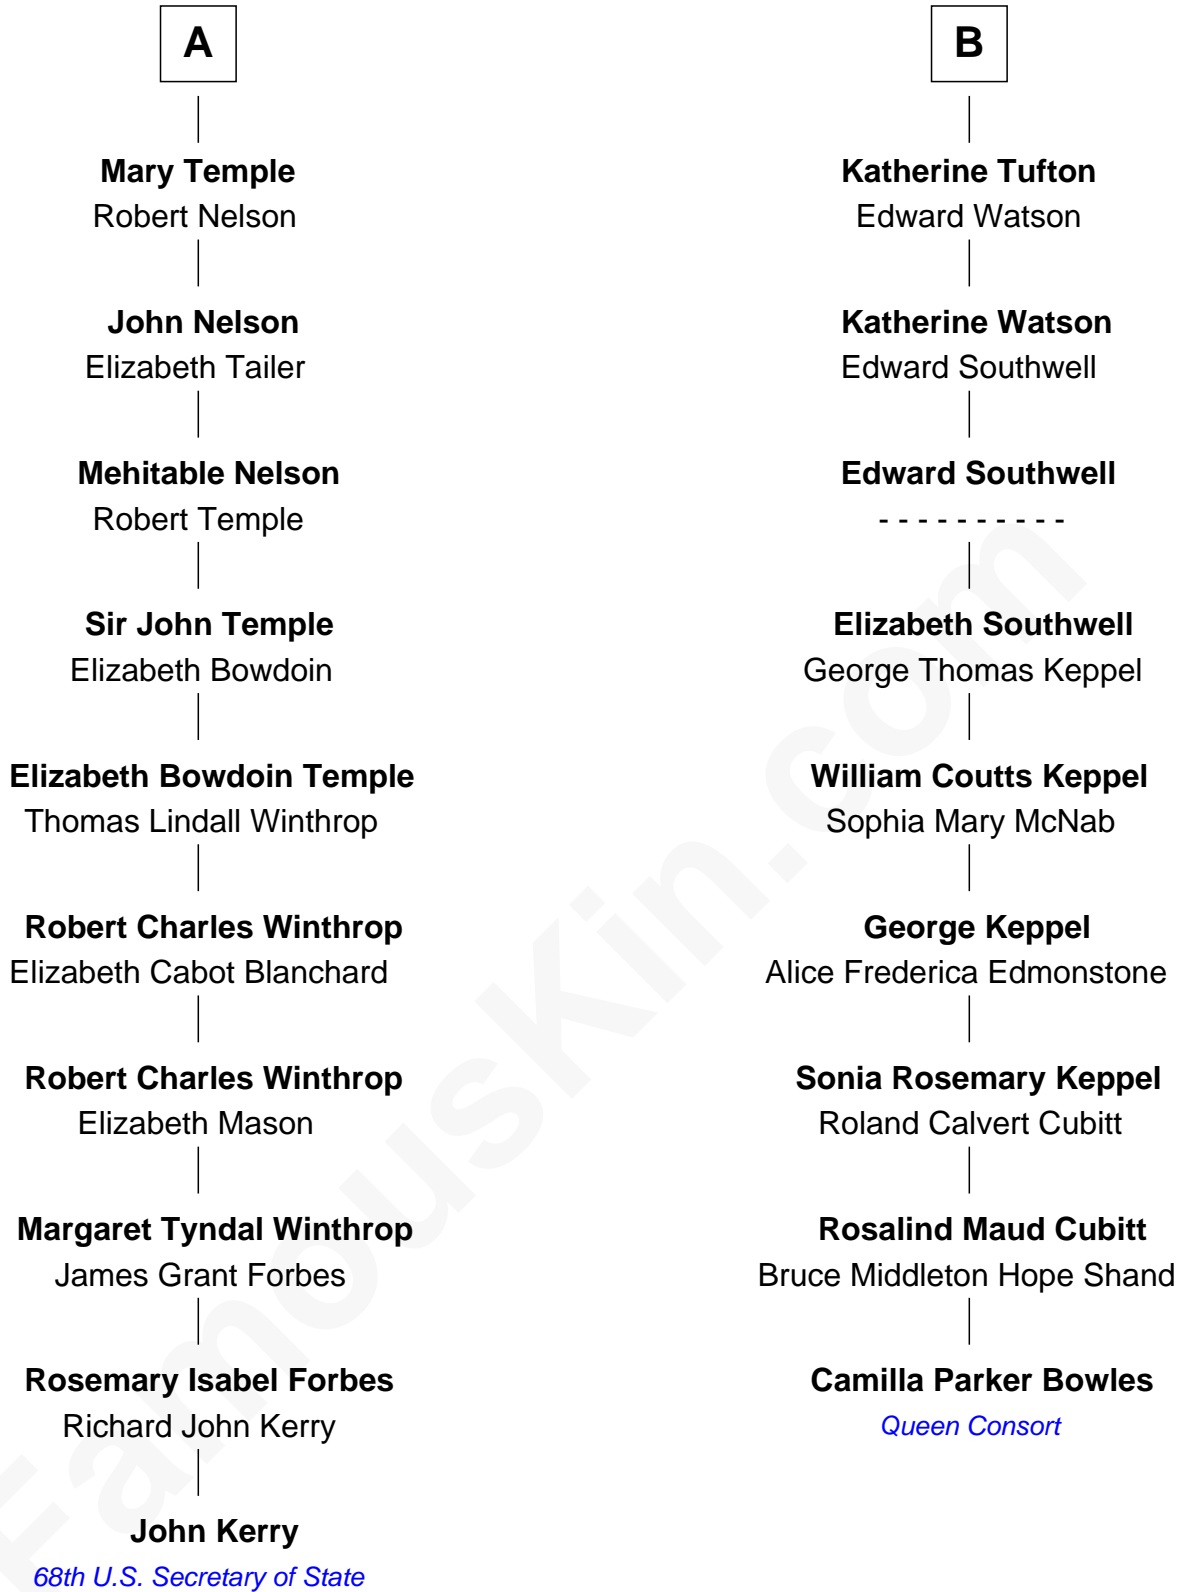 A
Mary Temple
Robert Nelson
John Nelson
Elizabeth Tailer
Mehitable Nelson
Robert Temple
Sir John Temple
Elizabeth Bowdoin
Elizabeth Bowdoin Temple
Thomas Lindall Winthrop
Robert Charles Winthrop
Elizabeth Cabot Blanchard
Robert Charles Winthrop
Elizabeth Mason
Margaret Tyndal Winthrop
James Grant Forbes
Rosemary Isabel Forbes
Richard John Kerry
John Kerry
68th U.S. Secretary of State
B
Katherine Tufton
Edward Watson
Katherine Watson
Edward Southwell
Edward Southwell
- - - - - - - - - -
Elizabeth Southwell
George Thomas Keppel
William Coutts Keppel
Sophia Mary McNab
George Keppel
Alice Frederica Edmonstone
Sonia Rosemary Keppel
Roland Calvert Cubitt
Rosalind Maud Cubitt
Bruce Middleton Hope Shand
Camilla Parker Bowles
Queen Consort
FamousKin.com